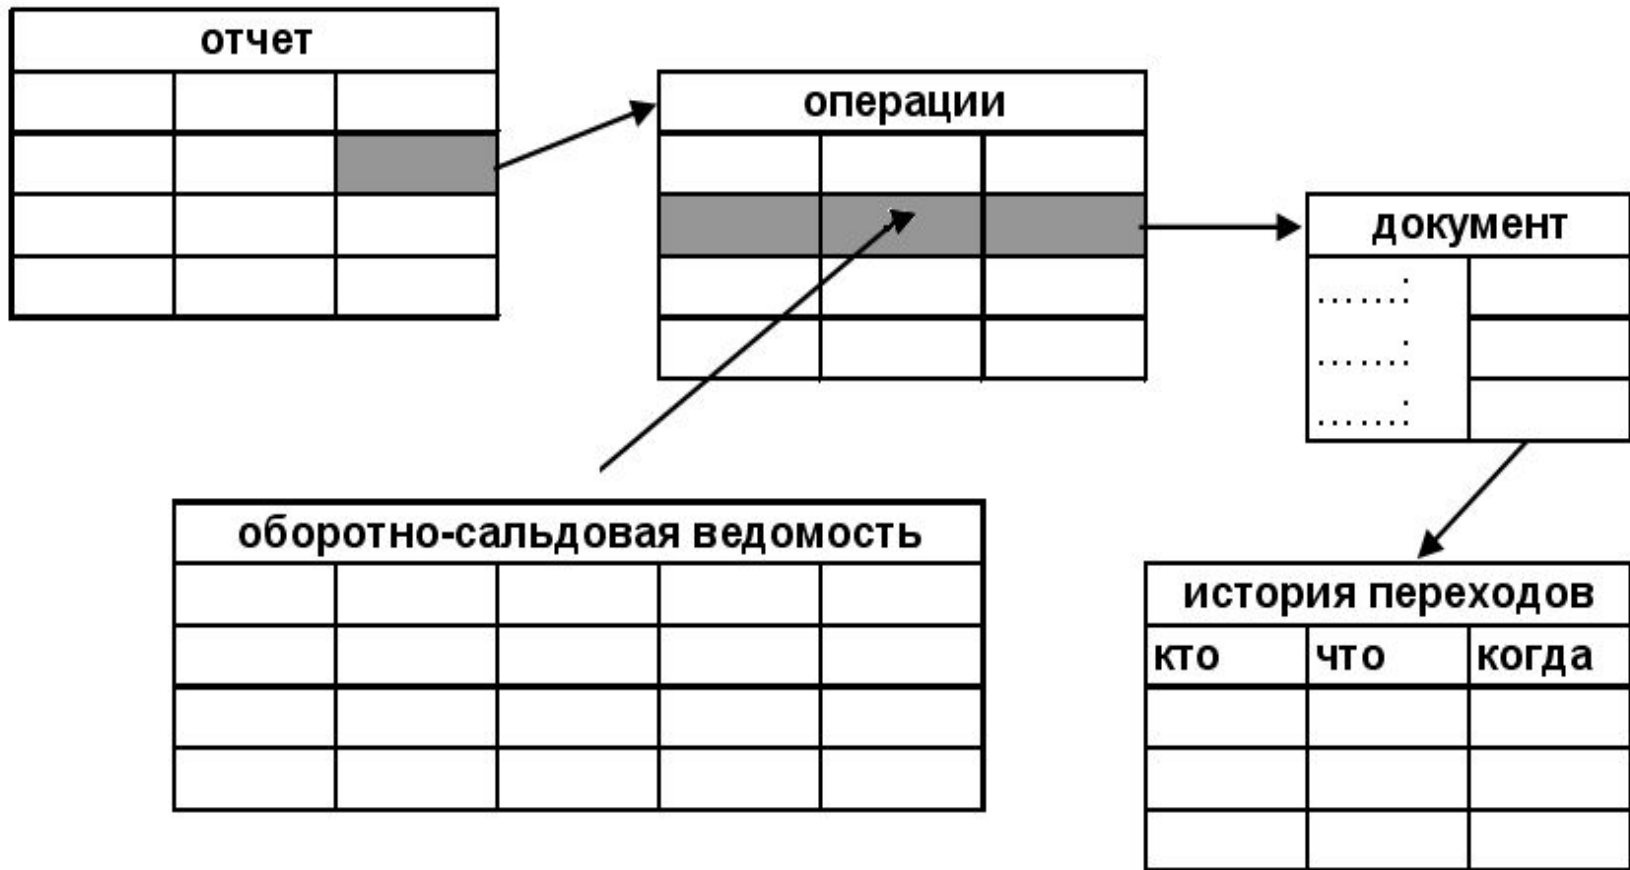 отчет
операции
документ
......:
......:
......:
оборотно-сальдовая ведомость
история переходов
кто что когда